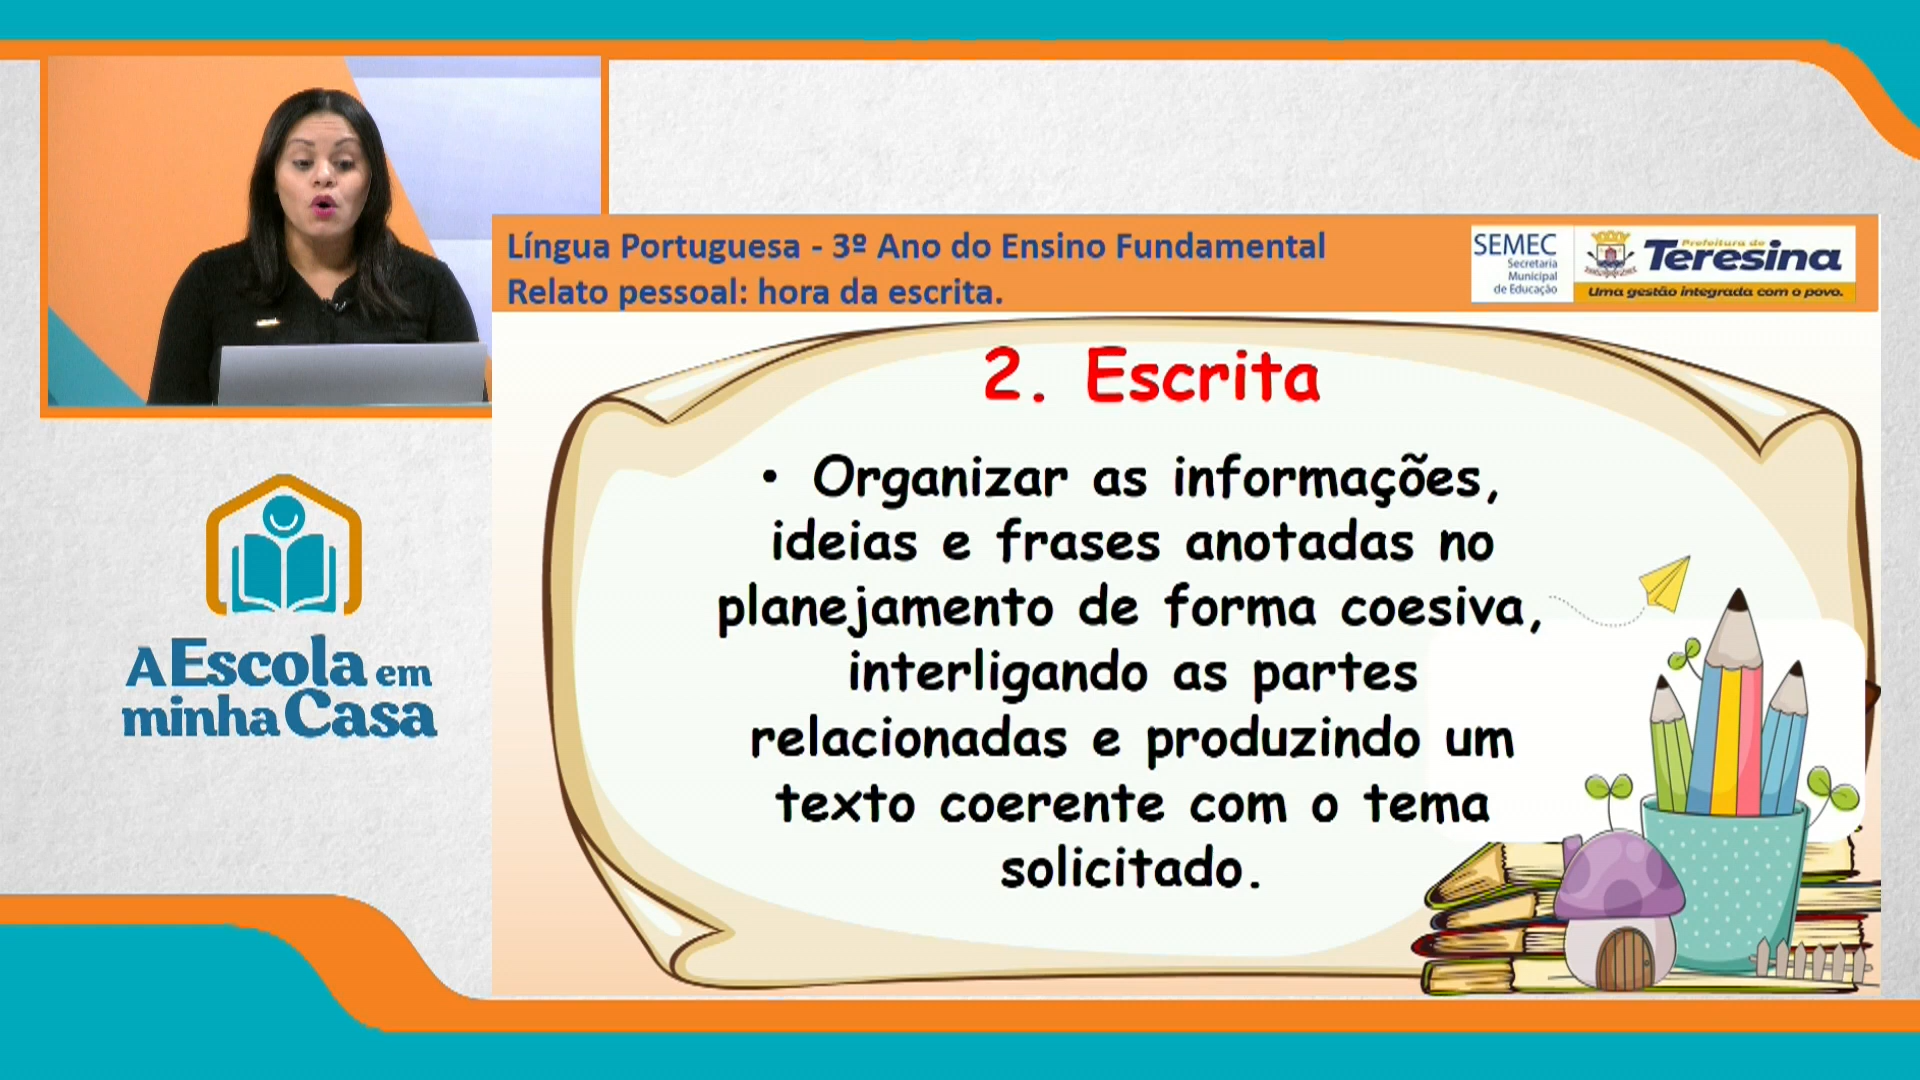 Língua Portuguesa - 3º Ano do Ensino Fundamental
Relato pessoal: hora da escrita.
SEMEC
Secretaria
Municipal
de Educação
Prefeitura de
Teresina
Uma gestão integrada com o povo.
2. Escrita
• Organizar as informações,
ideias e frases anotadas no
planejamento de forma coesiva,
interligando as partes
relacionadas e produzindo um
texto coerente com o tema
solicitado.
A Escola em
minha Casa